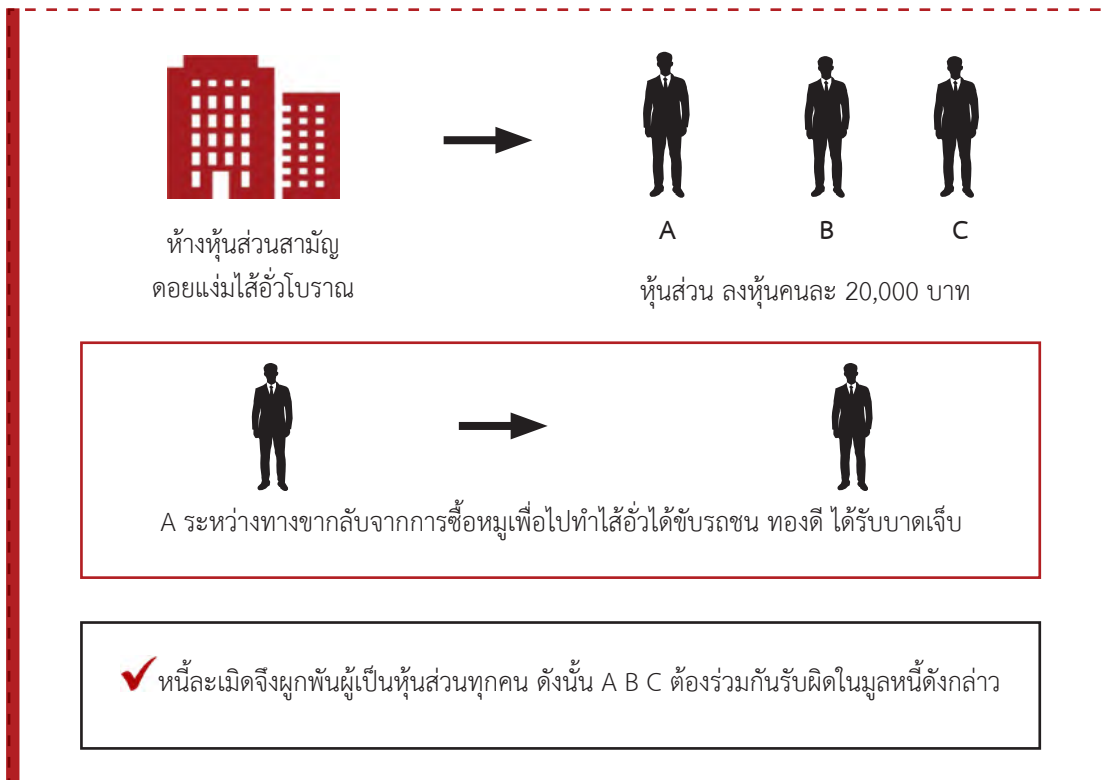 A B C
ห้างหุ้นส่วนสามัญ
ดอยแง่มไส้อั่วโบราณ
หุ้นส่วน ลงหุ้นคนละ 20,000 บาท
A ระหว่างทางขากลับจากการซื้อหมูเพื่อไปทำไส้อั่วได้ขับรถชน ทองดี ได้รับบาดเจ็บ
หนี้ละเมิดจึงผูกพันผู้เป็นหุ้นส่วนทุกคน ดังนั้น A B C ต้องร่วมกันรับผิดในมูลหนี้ดังกล่าว